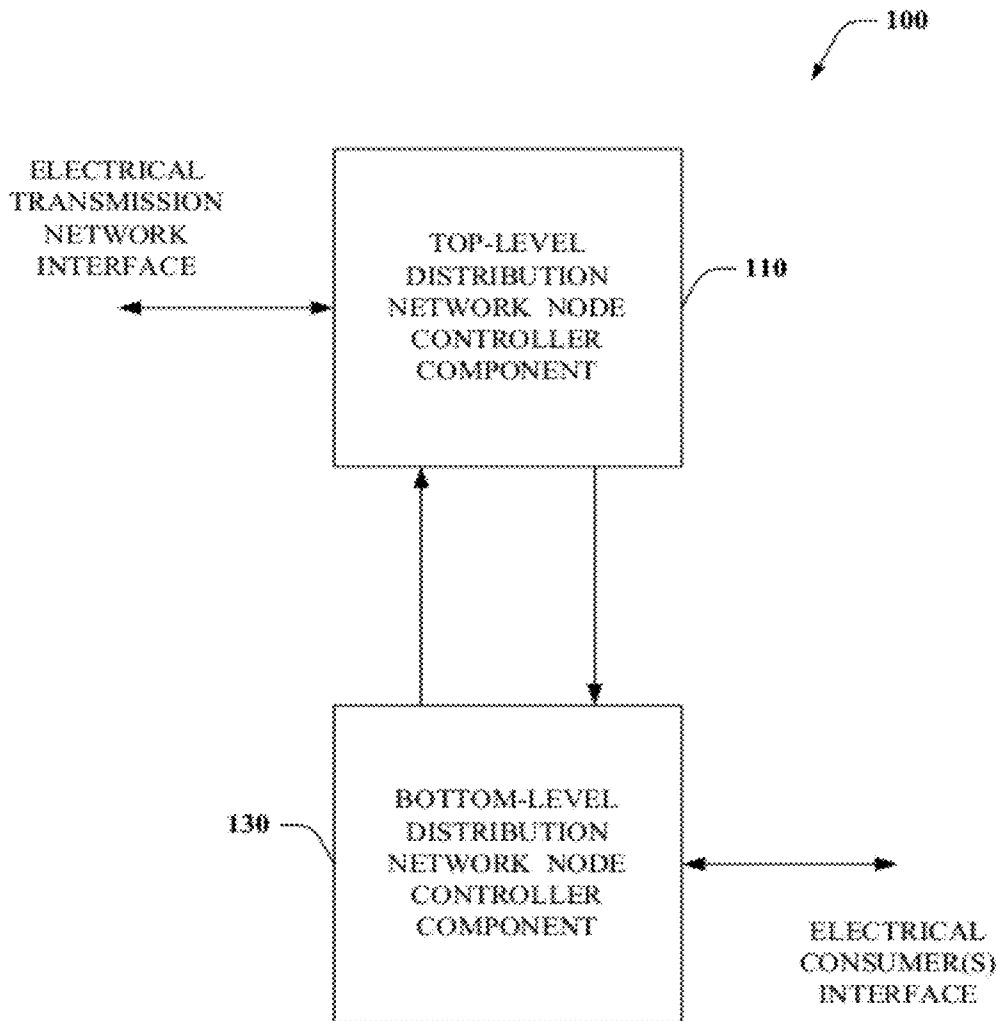 100
ELECTRICAL
TRANSMISSION
NETWORK
INTERFACE
TOP-LEVEL
DISTRIBUTION
NETWORK NODE
CONTROLLER
COMPONENT
110
BOTTOM-LEVEL
DISTRIBUTION
NETWORK NODE
CONTROLLER
COMPONENT
130
ELECTRICAL
CONSUMER(S)
INTERFACE